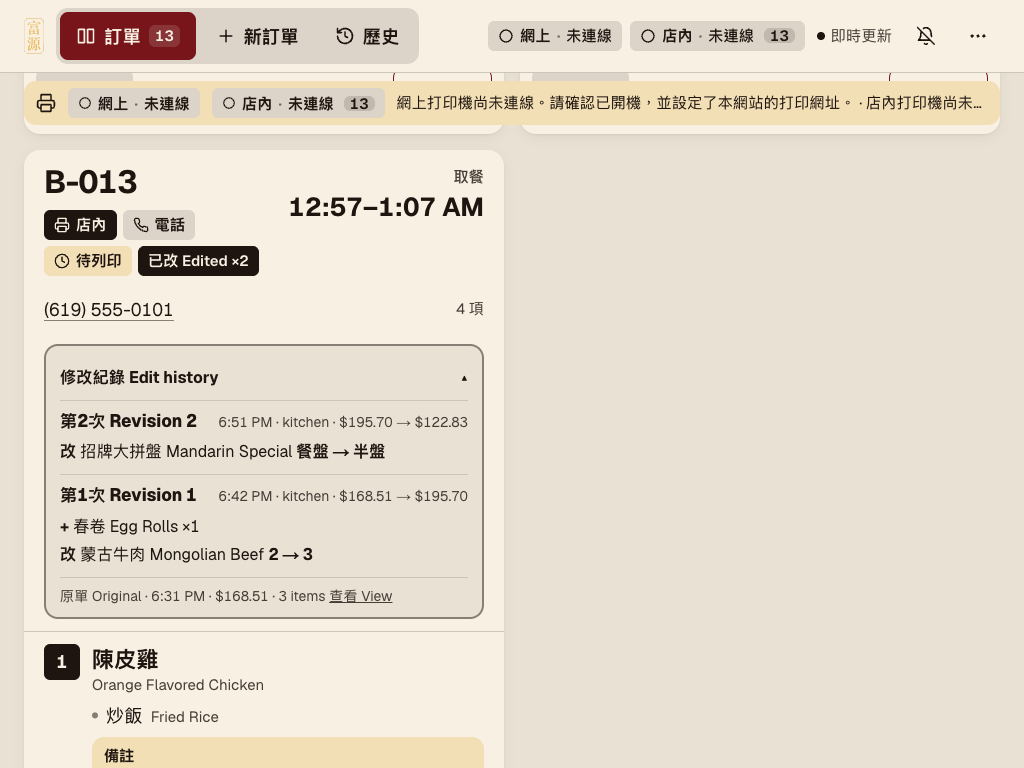 富源
訂單 13
新訂單
歷史
網上 · 未連線
店內 · 未連線 13
即時更新
網上 · 未連線
店內 · 未連線 13
網上打印機尚未連線。請確認已開機，並設定了本網站的打印網址。 · 店內打印機尚未…
B-013
取餐
12:57–1:07 AM
店內
電話
待列印
已改 Edited ×2
(619) 555-0101
4 項
修改紀錄 Edit history
第2次 Revision 2 6:51 PM · kitchen · $195.70 → $122.83
改 招牌大拼盤 Mandarin Special 餐盤 → 半盤
第1次 Revision 1 6:42 PM · kitchen · $168.51 → $195.70
+ 春卷 Egg Rolls ×1
改 蒙古牛肉 Mongolian Beef 2 → 3
原單 Original · 6:31 PM · $168.51 · 3 items 查看 View
1 陳皮雞
Orange Flavored Chicken
炒飯 Fried Rice
備註